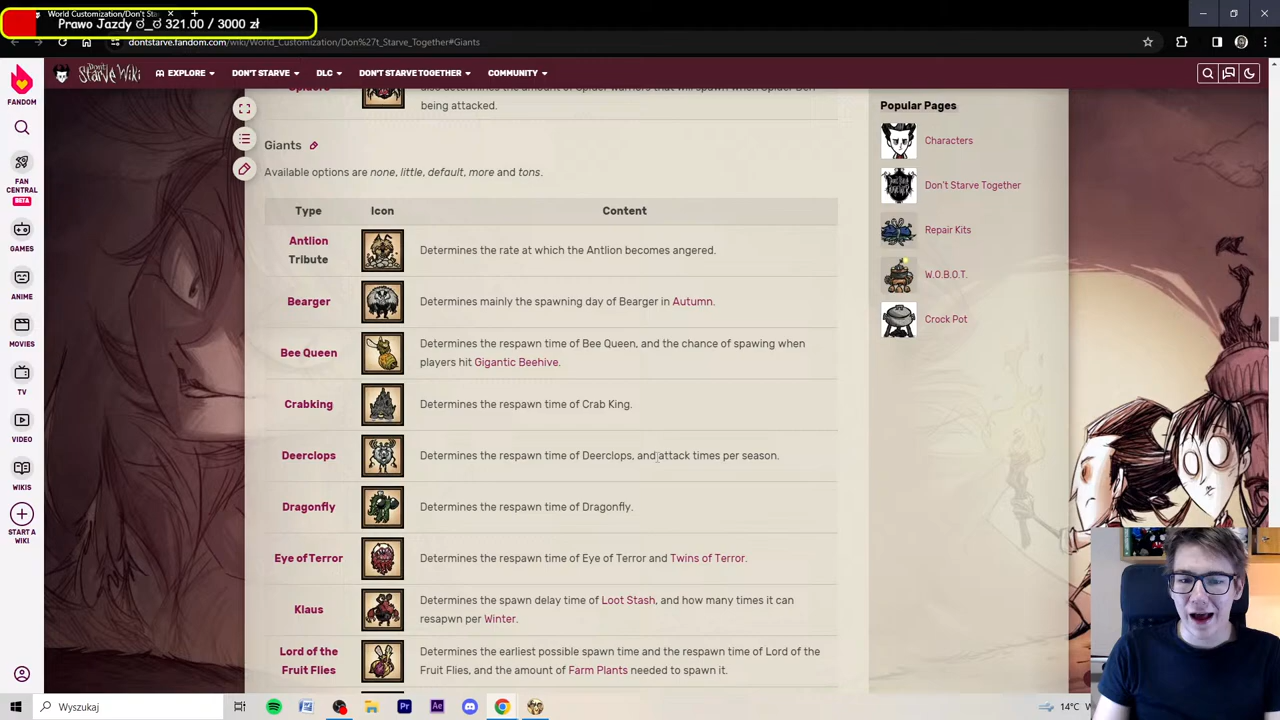 World Customization/Don't St
Prawo Jazdy ಠ_ಠ 321.00 / 3000 zł
dontstarve.fandom.com/wiki/World_Customization/Don%27t_Starve_Together#Giants
Don't Starve Wiki
EXPLORE
DON'T STARVE
DLC
DON'T STARVE TOGETHER
COMMUNITY
FANDOM
FAN CENTRAL
BETA
GAMES
ANIME
MOVIES
TV
VIDEO
WIKIS
START A WIKI
being attacked.
Giants
Available options are none, little, default, more and tons.
Type Icon Content
Antlion Tribute
Determines the rate at which the Antlion becomes angered.
Bearger
Determines mainly the spawning day of Bearger in Autumn.
Bee Queen
Determines the respawn time of Bee Queen, and the chance of spawing when
players hit Gigantic Beehive.
Crabking
Determines the respawn time of Crab King.
Deerclops
Determines the respawn time of Deerclops, and attack times per season.
Dragonfly
Determines the respawn time of Dragonfly.
Eye of Terror
Determines the respawn time of Eye of Terror and Twins of Terror.
Klaus
Determines the spawn delay time of Loot Stash, and how many times it can
resapwn per Winter.
Lord of the Fruit Flies
Determines the earliest possible spawn time and the respawn time of Lord of the
Fruit Flies, and the amount of Farm Plants needed to spawn it.
Popular Pages
Characters
Don't Starve Together
Repair Kits
W.O.B.O.T.
Crock Pot
Wyszukaj
14°C